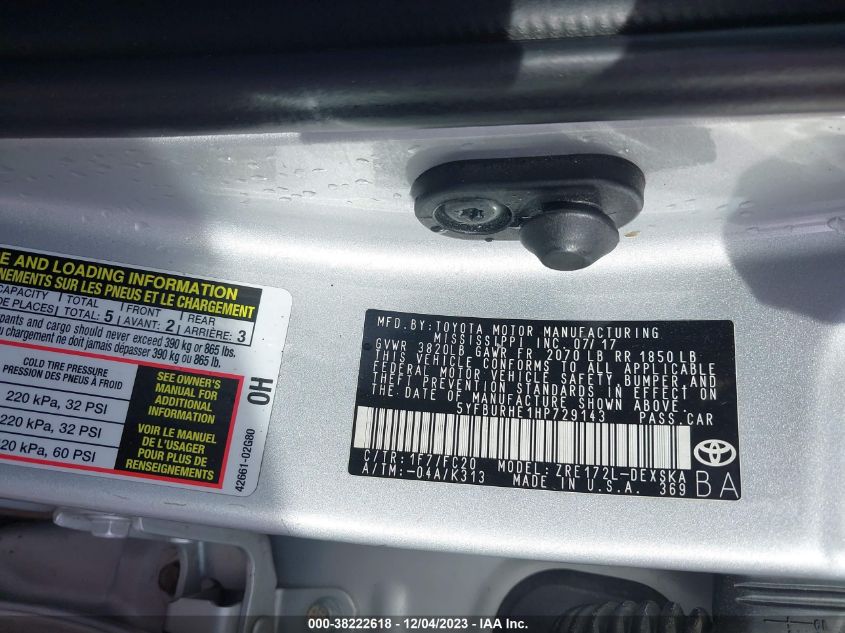 E AND LOADING INFORMATION
NEMENTS SUR LES PNEUS ET LE CHARGEMENT
CAPACITY TOTAL FRONT REAR
DE PLACES: TOTAL: 5 AVANT: 2 ARRIÈRE: 3
pants and cargo should never exceed 390 kg or 865 lbs.
u chargement ne doit jamais dépasser 390 kg or 865 lb.
COLD TIRE PRESSURE
PRESSION DES PNEUS À FROID
220 kPa, 32 PSI
220 kPa, 32 PSI
20 kPa, 60 PSI
SEE OWNER'S
MANUAL FOR
ADDITIONAL
INFORMATION
VOIR LE MANUEL
DE L'USAGER
POUR PLUS DE
RENSEIGNEMENTS
OH
42661-02G80
MFD.BY: TOYOTA MOTOR MANUFACTURING
MISSISSIPPI INC. 07/17
GVWR 3820LB GAWR FR 2070 LB RR 1850 LB
THIS VEHICLE CONFORMS TO ALL APPLICABLE
FEDERAL MOTOR VEHICLE SAFETY, BUMPER, AND
THEFT PREVENTION STANDARDS IN EFFECT ON
THE DATE OF MANUFACTURE SHOWN ABOVE.
5YFBURHE1HP729143 PASS.CAR
C/TR: 1F7/FC20 MODEL: ZRE172L-DEXSKA
A/TM: -04A/K313 MADE IN U.S.A. 369
BA
000-38222618 - 12/04/2023 - IAA Inc.